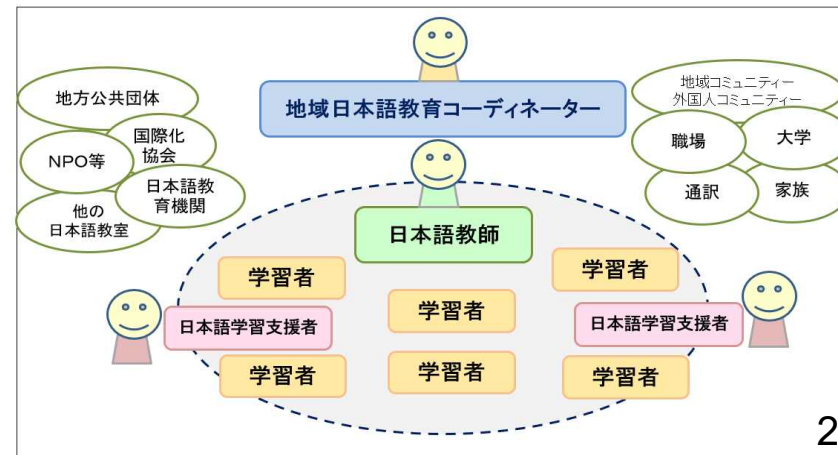 地方公共団体
国際化
協会
NPO等
日本語教
育機関
他の
日本語教室
地域日本語教育コーディネーター
地域コミュニティー
外国人コミュニティー
職場
大学
通訳
家族
日本語教師
学習者
学習者
学習者
日本語学習支援者
日本語学習支援者
学習者
学習者
学習者
2